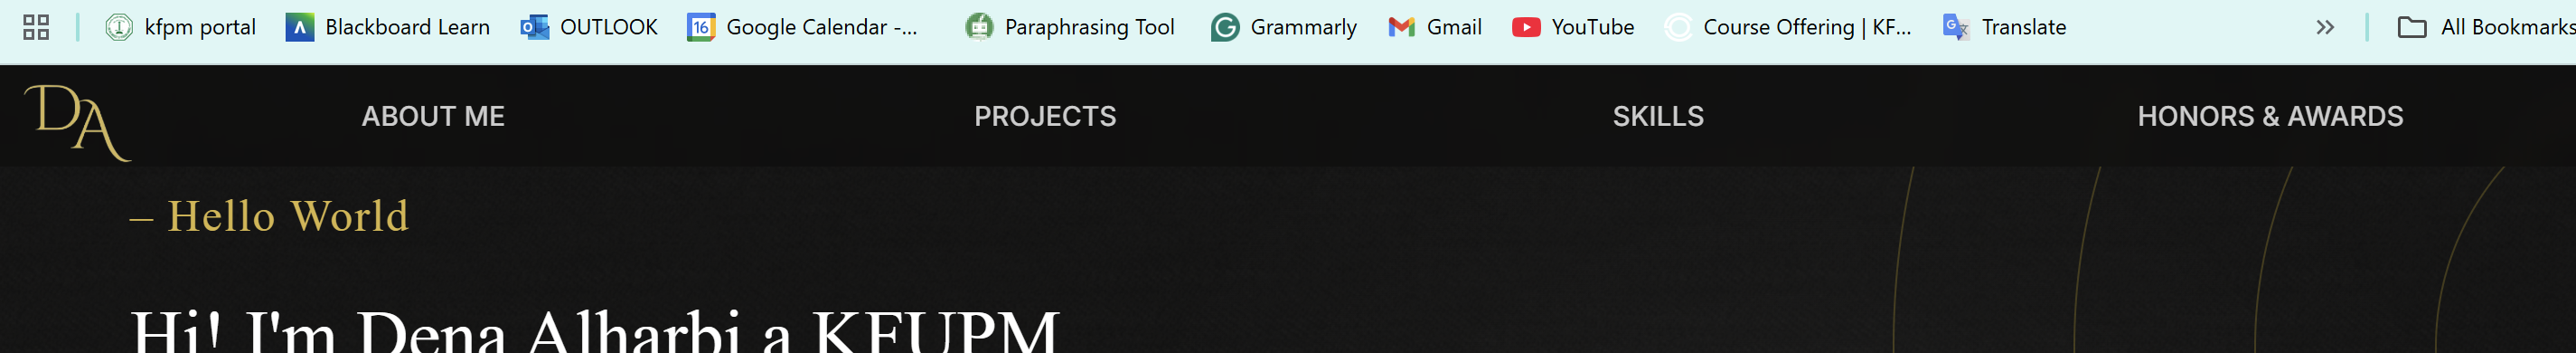 kfpm portal Blackboard Learn OUTLOOK 16 Google Calendar -... Paraphrasing Tool Grammarly Gmail YouTube Course Offering | KF... Translate » All Bookmarks
DA ABOUT ME PROJECTS SKILLS HONORS & AWARDS
– Hello World
Hi! I'm Dena Alharbi a KFUPM